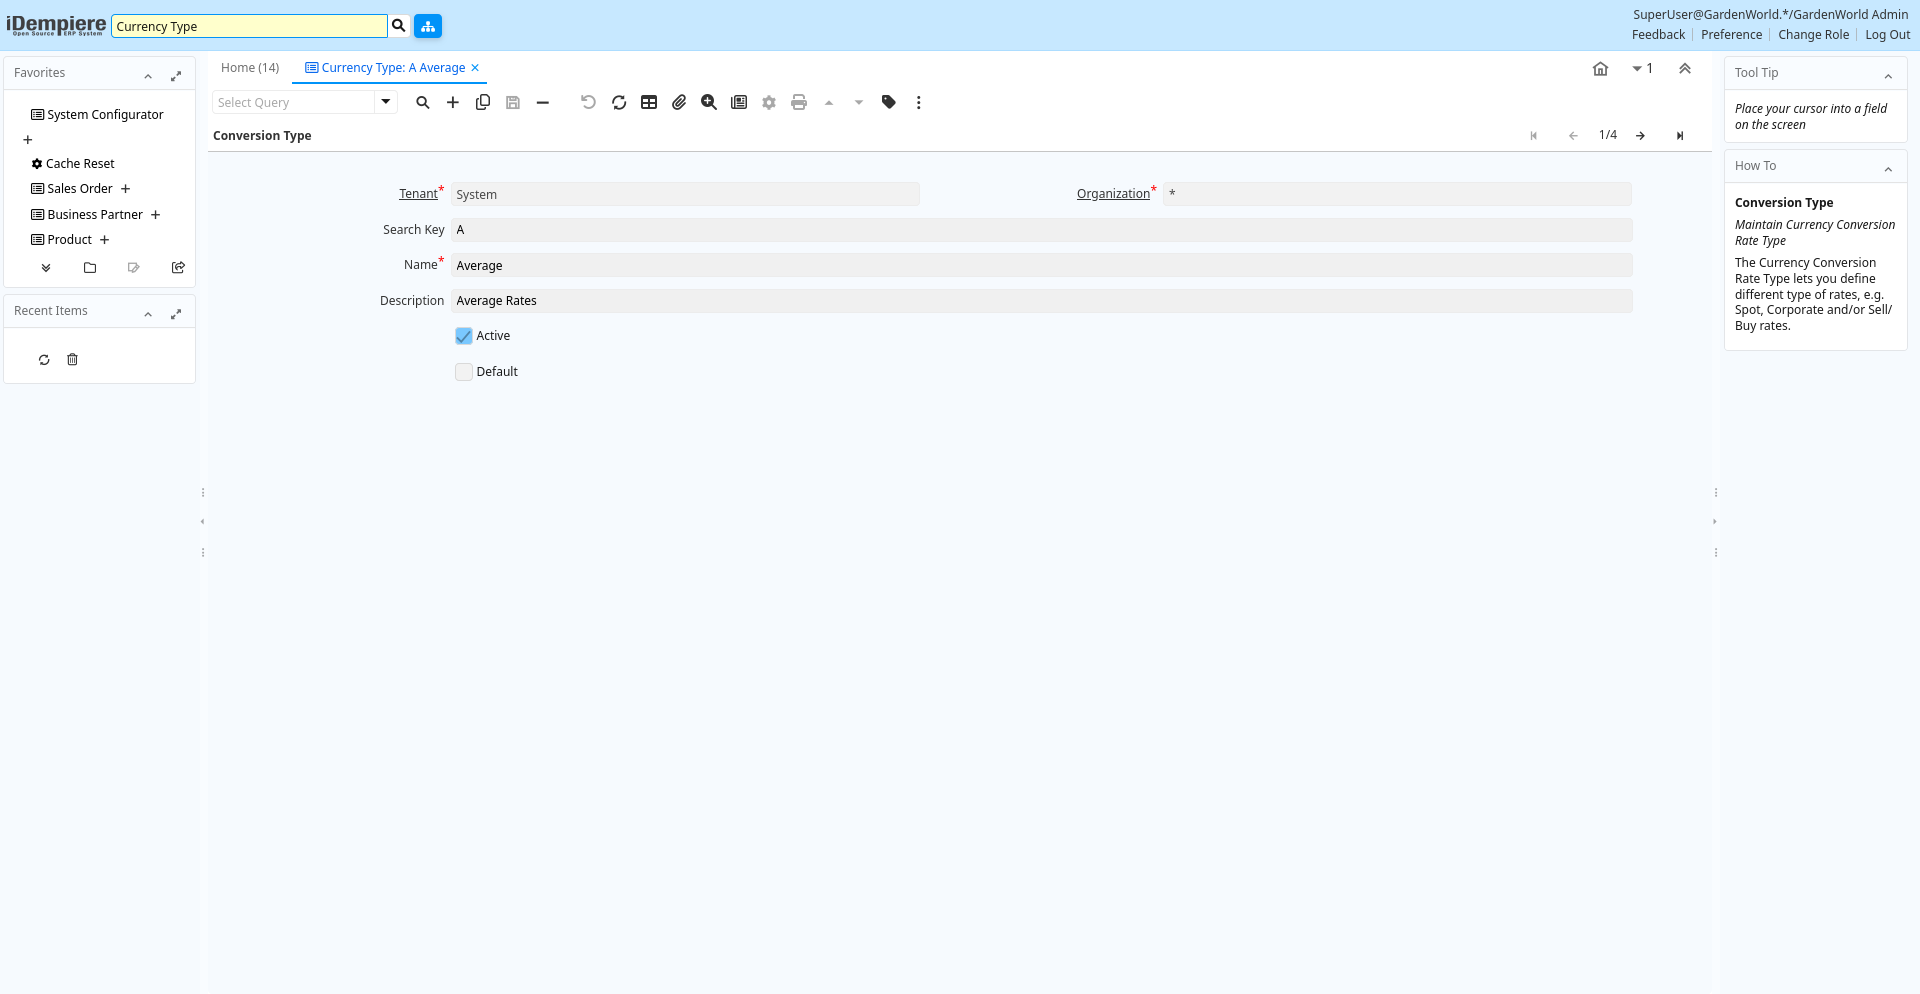 iDempiere
Open Source ERP System
Currency Type
SuperUser@GardenWorld.*/GardenWorld Admin
Feedback
Preference
Change Role
Log Out
Favorites
System Configurator
Cache Reset
Sales Order
Business Partner
Product
Recent Items
Home (14)
Currency Type: A Average
1
Select Query
Conversion Type
1/4
Tenant*
System
Organization*
*
Search Key
A
Name*
Average
Description
Average Rates
Active
Default
Tool Tip
Place your cursor into a field
on the screen
How To
Conversion Type
Maintain Currency Conversion
Rate Type
The Currency Conversion
Rate Type lets you define
different type of rates, e.g.
Spot, Corporate and/or Sell/
Buy rates.